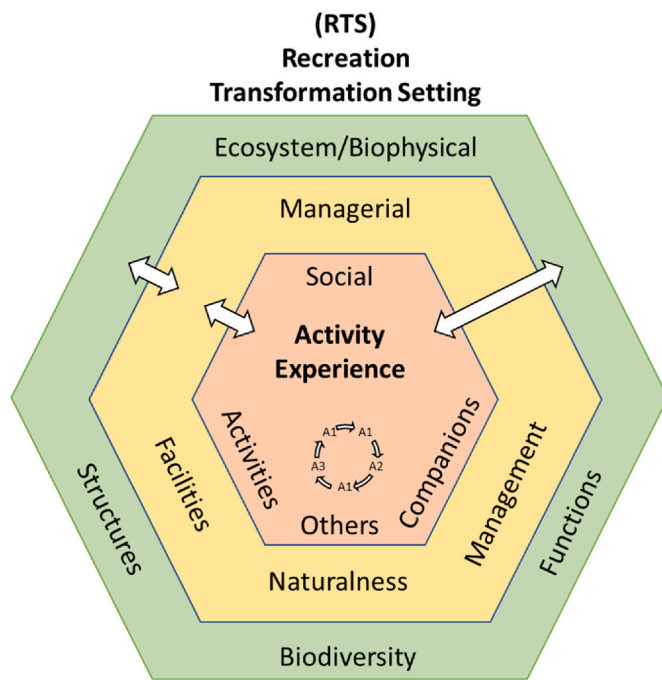 (RTS)
Recreation
Transformation Setting
Ecosystem/Biophysical
Managerial
Social
Activity
Experience
Activities
Companions
A1 A1
A3 A2
A1
Others
Facilities
Management
Naturalness
Structures
Functions
Biodiversity